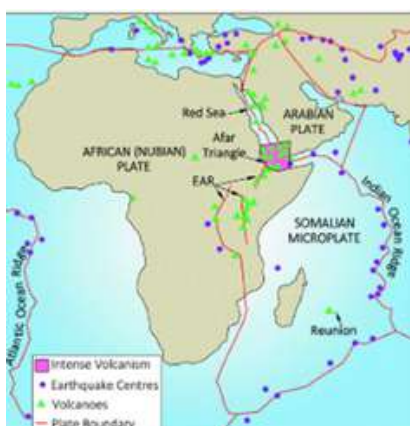 Red Sea
ARABIAN
PLATE
Afar
Triangle
AFRICAN (NUBIAN)
PLATE
EAR
Indian Ocean Ridge
SOMALIAN
MICROPLATE
Atlantic Ocean Ridge
Reunion
Intense Volcanism
Earthquake Centres
Volcanoes
Plate Boundary